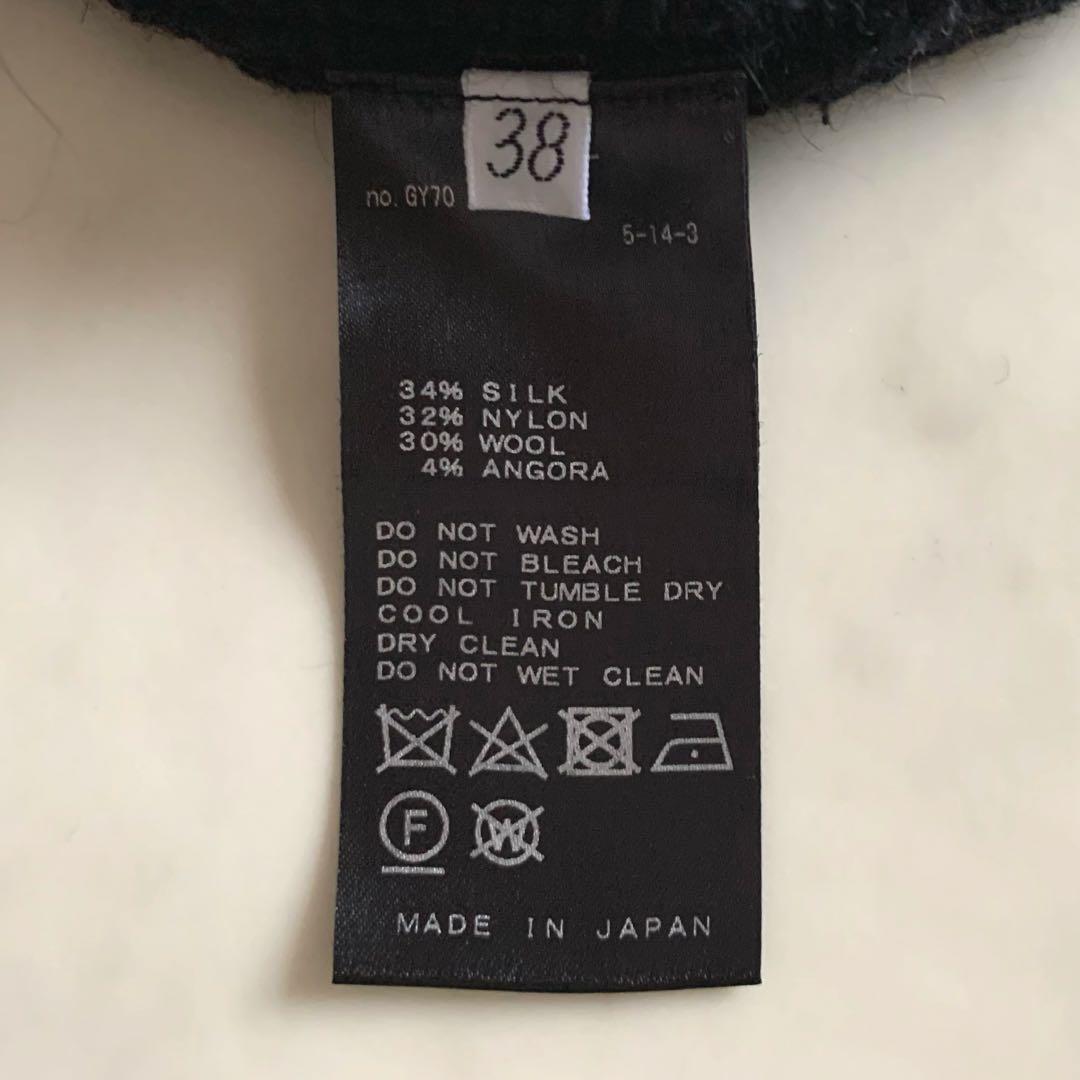 38
no. GY70
5-14-3
34% SILK
32% NYLON
30% WOOL
4% ANGORA
DO NOT WASH
DO NOT BLEACH
DO NOT TUMBLE DRY
COOL IRON
DRY CLEAN
DO NOT WET CLEAN
F W
MADE IN JAPAN